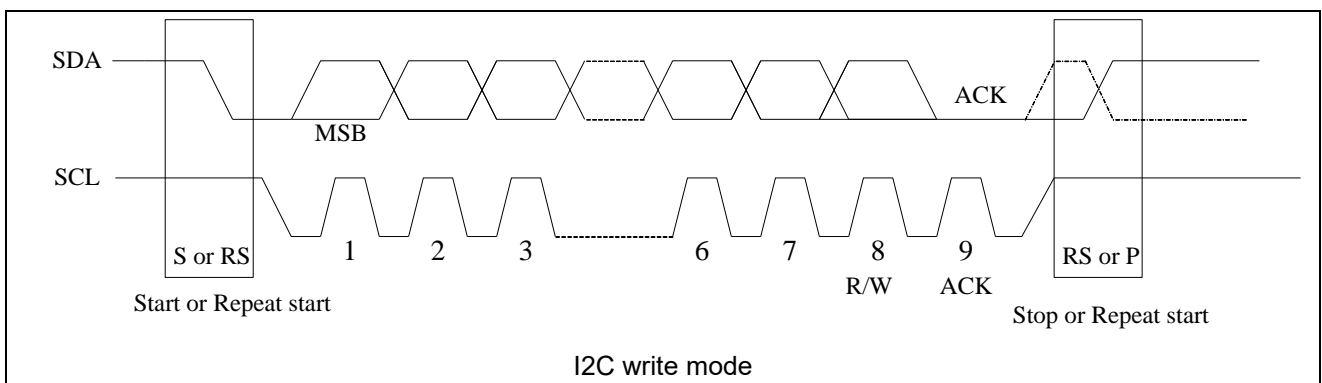 SDA
ACK
MSB
SCL
S or RS
1 2 3 6 7 8 9
RS or P
R/W ACK
Start or Repeat start
Stop or Repeat start
I2C write mode